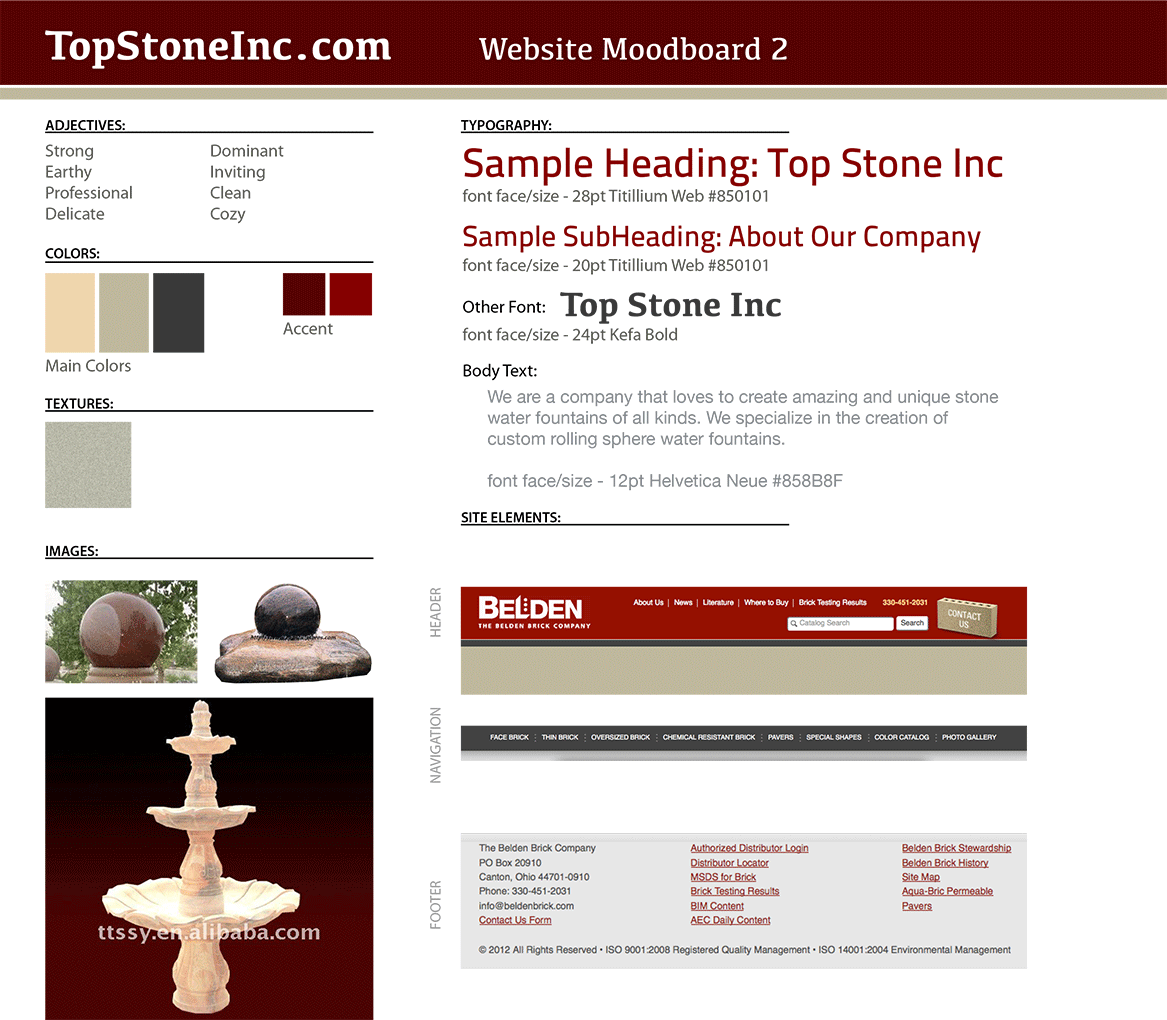 TopStoneInc.com
Website Moodboard 2
ADJECTIVES:
Strong
Dominant
Earthy
Inviting
Professional
Clean
Delicate
Cozy
COLORS:
Accent
Main Colors
TEXTURES:
IMAGES:
ttssy.en.alibaba.com
TYPOGRAPHY:
Sample Heading: Top Stone Inc
font face/size - 28pt Titillium Web #850101
Sample SubHeading: About Our Company
font face/size - 20pt Titillium Web #850101
Other Font: Top Stone Inc
font face/size - 24pt Kefa Bold
Body Text:
We are a company that loves to create amazing and unique stone
water fountains of all kinds. We specialize in the creation of
custom rolling sphere water fountains.
font face/size - 12pt Helvetica Neue #858B8F
SITE ELEMENTS:
HEADER
BELDEN
THE BELDEN BRICK COMPANY
About Us | News | Literature | Where to Buy | Brick Testing Results
330-451-2031
Catalog Search
Search
CONTACT
US
NAVIGATION
FACE BRICK THIN BRICK OVERSIZED BRICK CHEMICAL RESISTANT BRICK PAVERS SPECIAL SHAPES COLOR CATALOG PHOTO GALLERY
FOOTER
The Belden Brick Company
PO Box 20910
Canton, Ohio 44701-0910
Phone: 330-451-2031
info@beldenbrick.com
Contact Us Form
Authorized Distributor Login
Distributor Locator
MSDS for Brick
Brick Testing Results
BIM Content
AEC Daily Content
Belden Brick Stewardship
Belden Brick History
Site Map
Aqua-Bric Permeable
Pavers
© 2012 All Rights Reserved • ISO 9001:2008 Registered Quality Management • ISO 14001:2004 Environmental Management